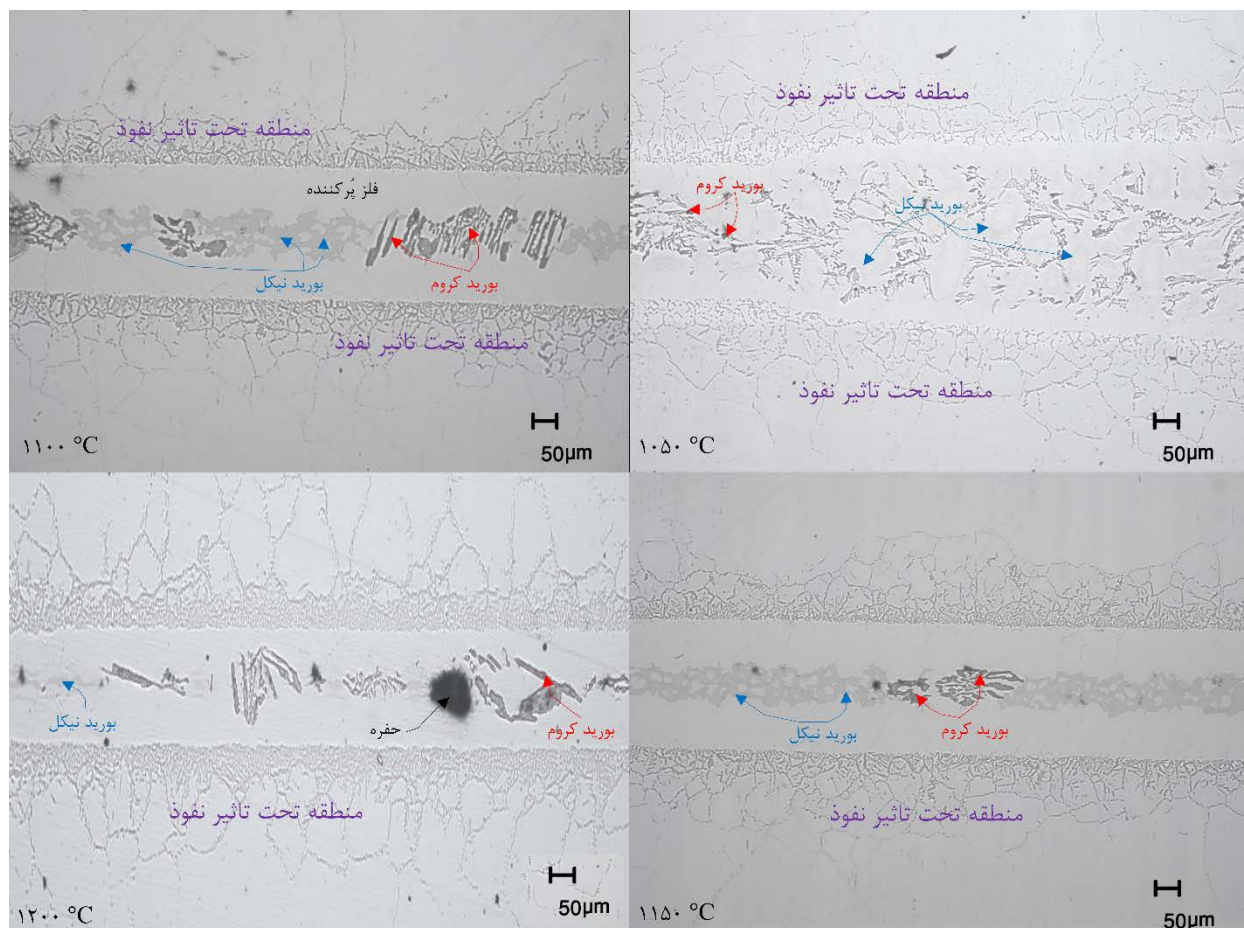 منطقه تحت تاثیر نفوذ
بورید کروم
بورید نیکل
منطقه تحت تاثیر نفوذ
۱۰۵۰ °C
50µm
منطقه تحت تاثیر نفوذ
فلز پُرکننده
بورید نیکل
بورید کروم
منطقه تحت تاثیر نفوذ
۱۱۰۰ °C
50µm
بورید نیکل
بورید کروم
منطقه تحت تاثیر نفوذ
۱۱۵۰ °C
50µm
بورید نیکل
حفره
بورید کروم
منطقه تحت تاثیر نفوذ
۱۲۰۰ °C
50µm